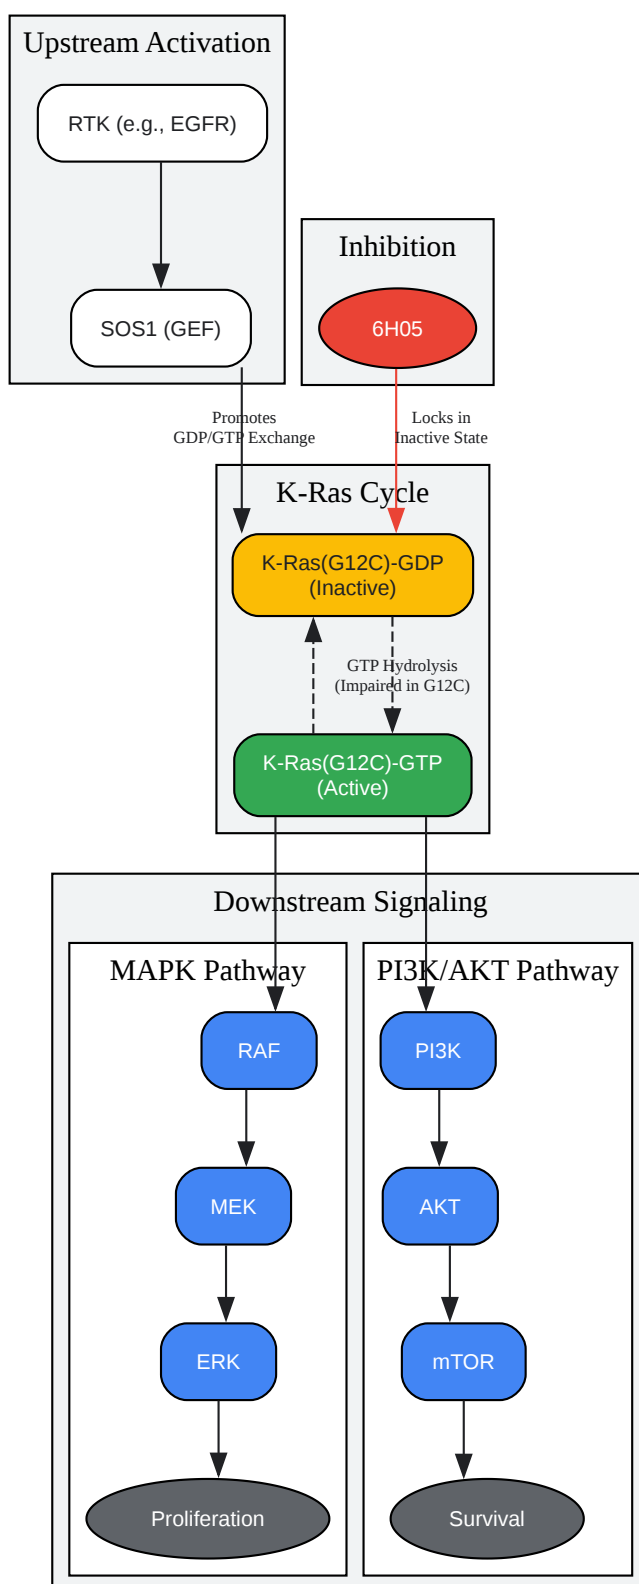 Upstream Activation
RTK (e.g., EGFR)
SOS1 (GEF)
Inhibition
6H05
Promotes
GDP/GTP Exchange
Locks in
Inactive State
K-Ras Cycle
K-Ras(G12C)-GDP
(Inactive)
GTP Hydrolysis
(Impaired in G12C)
K-Ras(G12C)-GTP
(Active)
Downstream Signaling
MAPK Pathway
RAF
MEK
ERK
Proliferation
PI3K/AKT Pathway
PI3K
AKT
mTOR
Survival